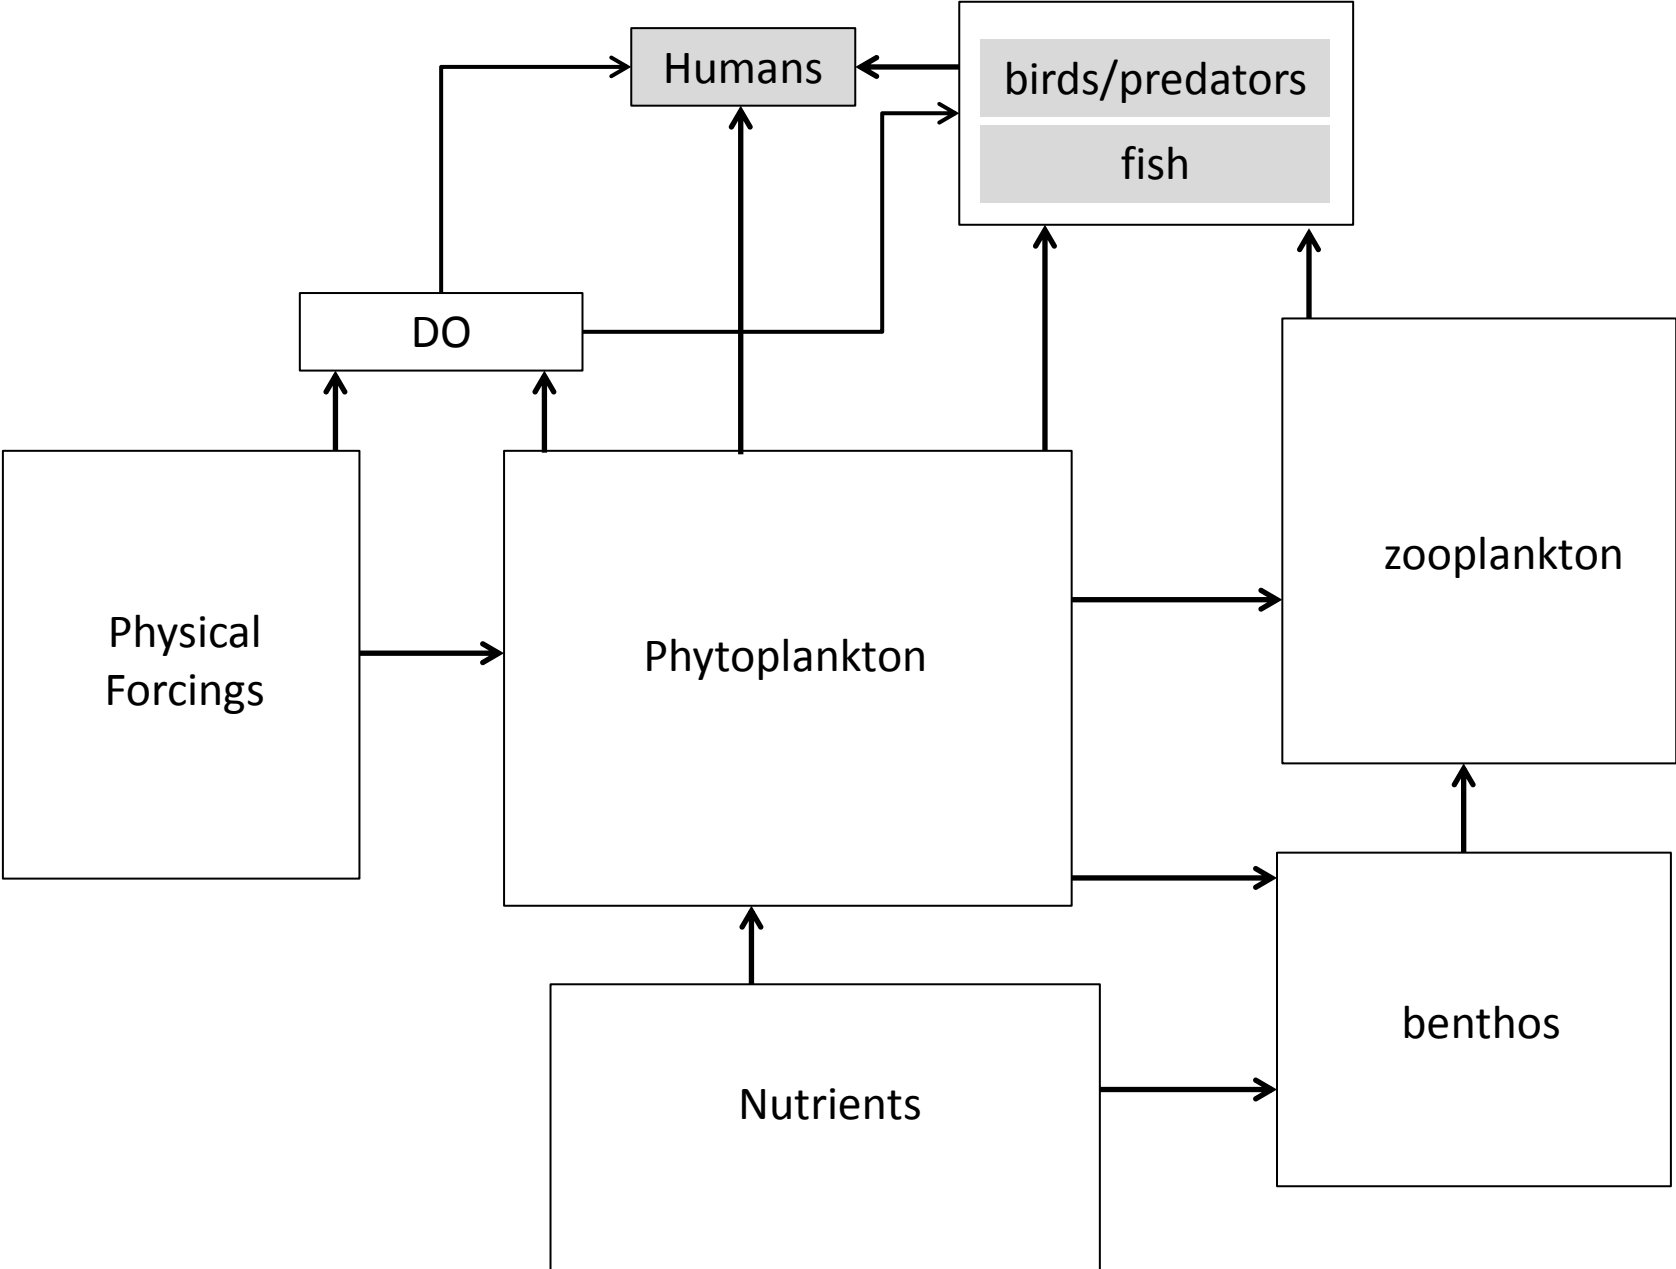 Humans
birds/predators
fish
DO
zooplankton
Physical
Forcings
Phytoplankton
benthos
Nutrients